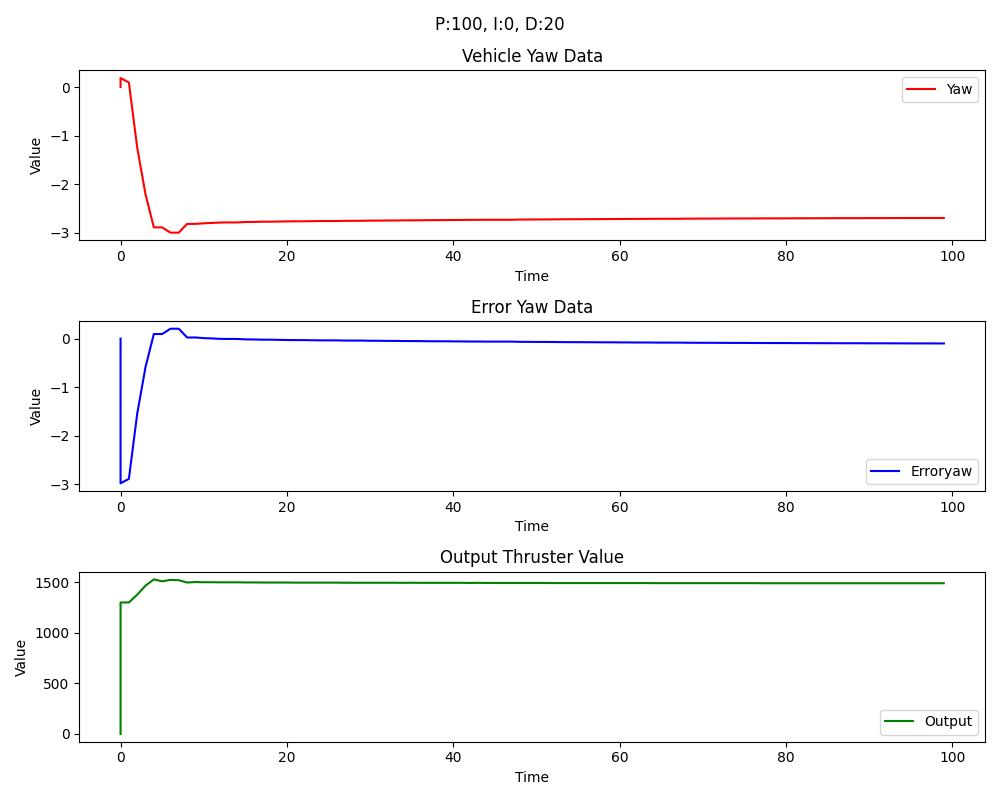 P:100, I:0, D:20
Vehicle Yaw Data
0
−1
−2
−3
Value
Yaw
0 20 40 60 80 100
Time
Error Yaw Data
0
−1
−2
−3
Value
Erroryaw
0 20 40 60 80 100
Time
Output Thruster Value
1500
1000
500
0
Value
Output
0 20 40 60 80 100
Time